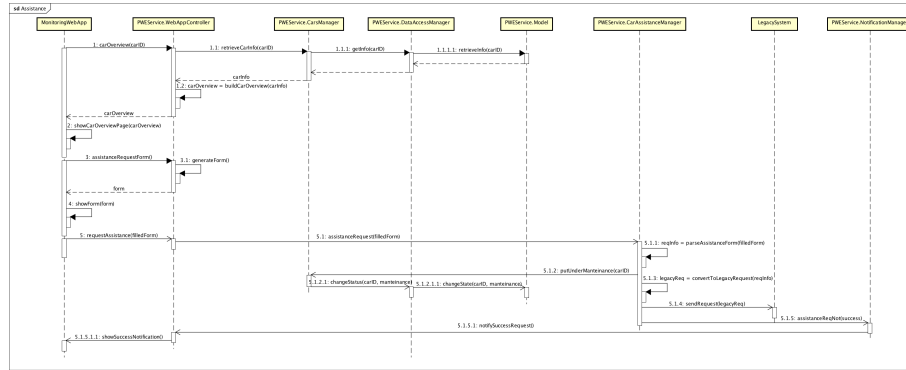 sd Assistance
MonitoringWebApp
PWEService.WebAppController
PWEService.CarsManager
PWEService.DataAccessManager
PWEService.Model
PWEService.CarAssistanceManager
LegacySystem
PWEService.NotificationManager
1: carOverview(carID)
1.1: retrieveCarInfo(carID)
1.1.1: getInfo(carID)
1.1.1.1: retrieveInfo(carID)
carInfo
1.2: carOverview = buildCarOverview(carInfo)
carOverview
2: showCarOverviewPage(carOverview)
3: assistanceRequestForm()
3.1: generateForm()
form
4: showForm(form)
5: requestAssistance(filledForm)
5.1: assistanceRequest(filledForm)
5.1.1: reqInfo = parseAssistanceForm(filledForm)
5.1.2: putUnderManteinance(carID)
5.1.2.1: changeStatus(carID, manteinance)
5.1.2.1.1: changeState(carID, manteinance)
5.1.3: legacyReq = convertToLegacyRequest(reqInfo)
5.1.4: sendRequest(legacyReq)
5.1.5: assistanceReqNot(success)
5.1.5.1: notifySuccessRequest()
5.1.5.1.1: showSuccessNotification()